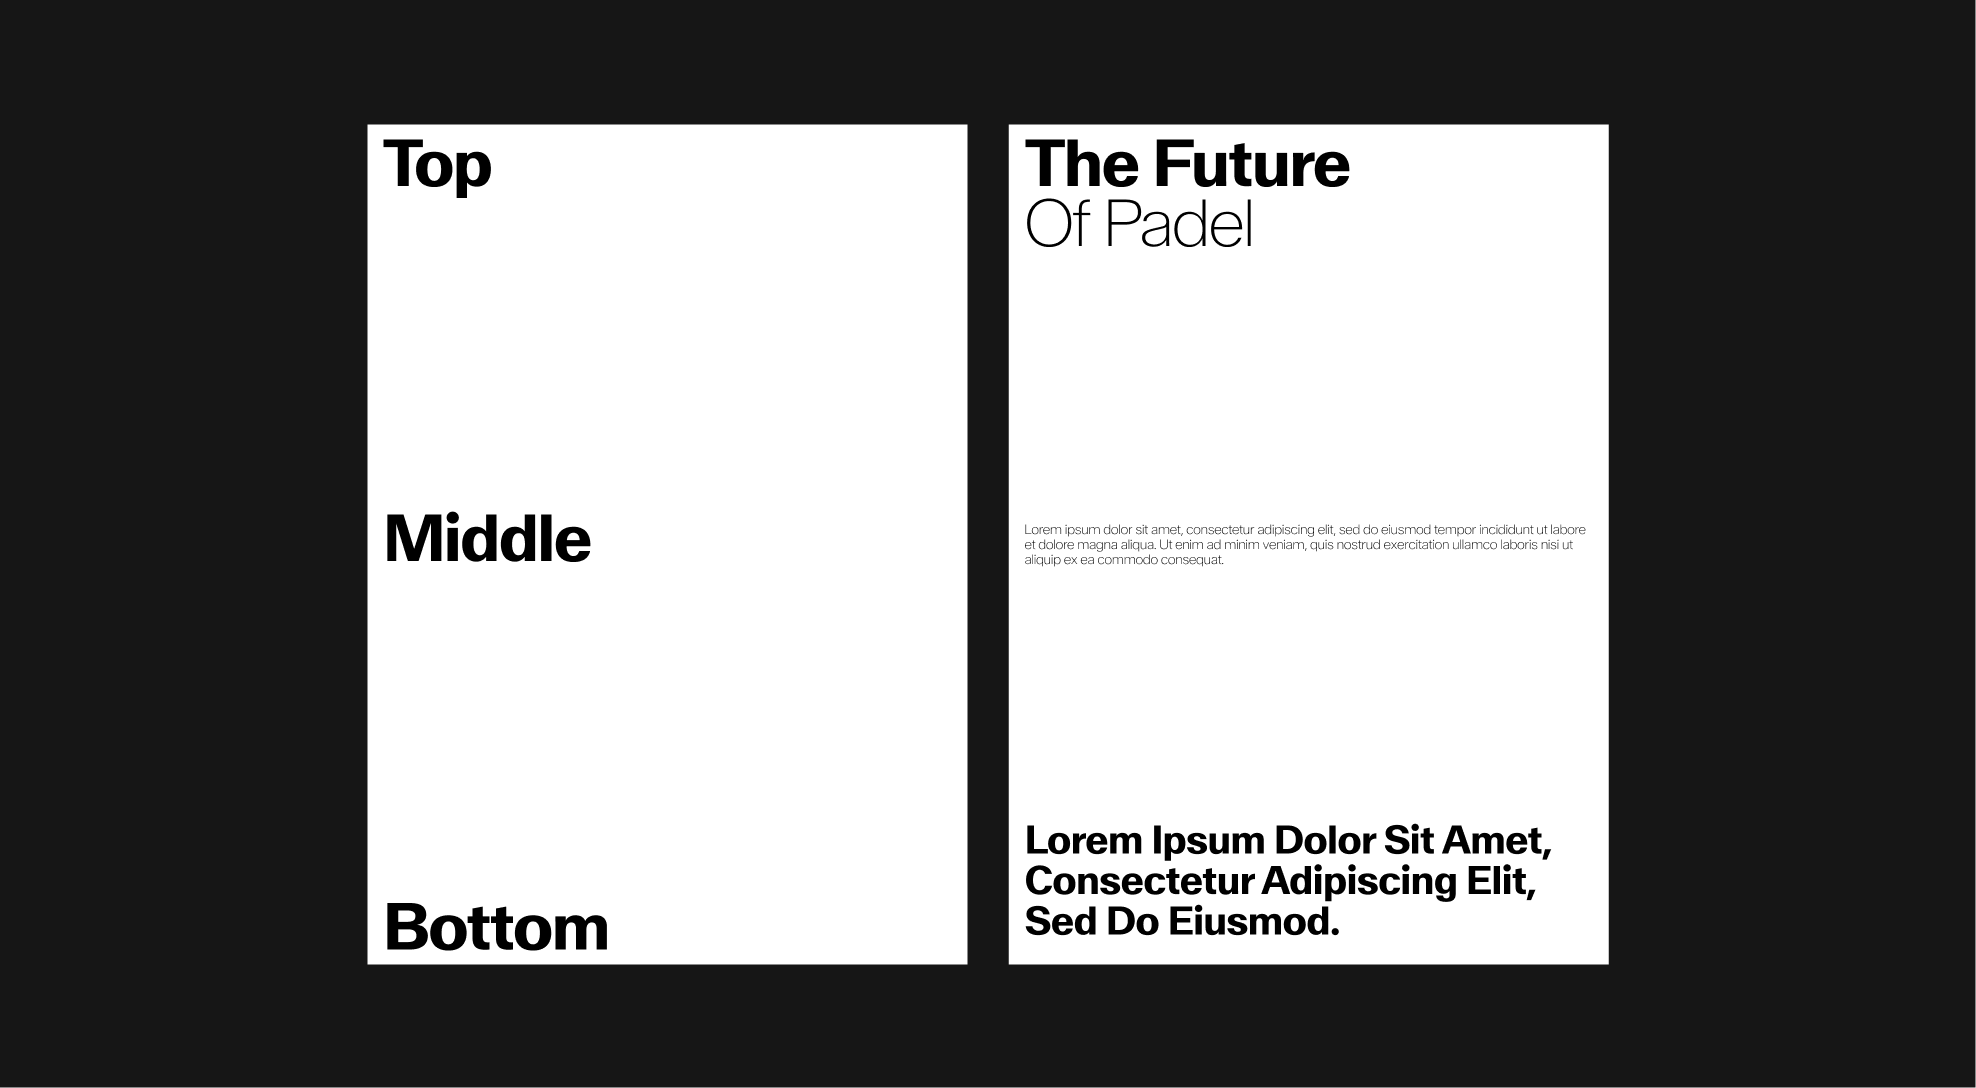 Top
Middle
Bottom
The Future
Of Padel
Lorem ipsum dolor sit amet, consectetur adipiscing elit, sed do eiusmod tempor incididunt ut labore
et dolore magna aliqua. Ut enim ad minim veniam, quis nostrud exercitation ullamco laboris nisi ut
aliquip ex ea commodo consequat.
Lorem Ipsum Dolor Sit Amet,
Consectetur Adipiscing Elit,
Sed Do Eiusmod.